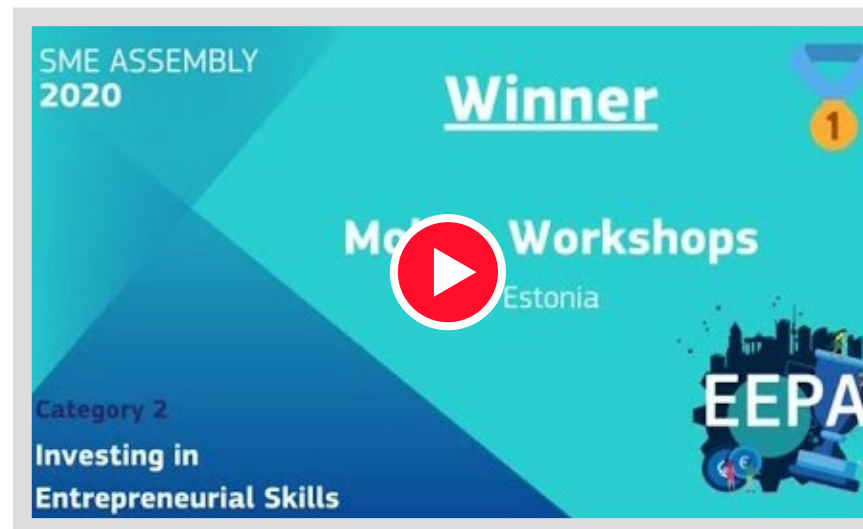 SME ASSEMBLY
2020
Winner
1
Workshops
Estonia
EEPA
Category 2
Investing in
Entrepreneurial Skills